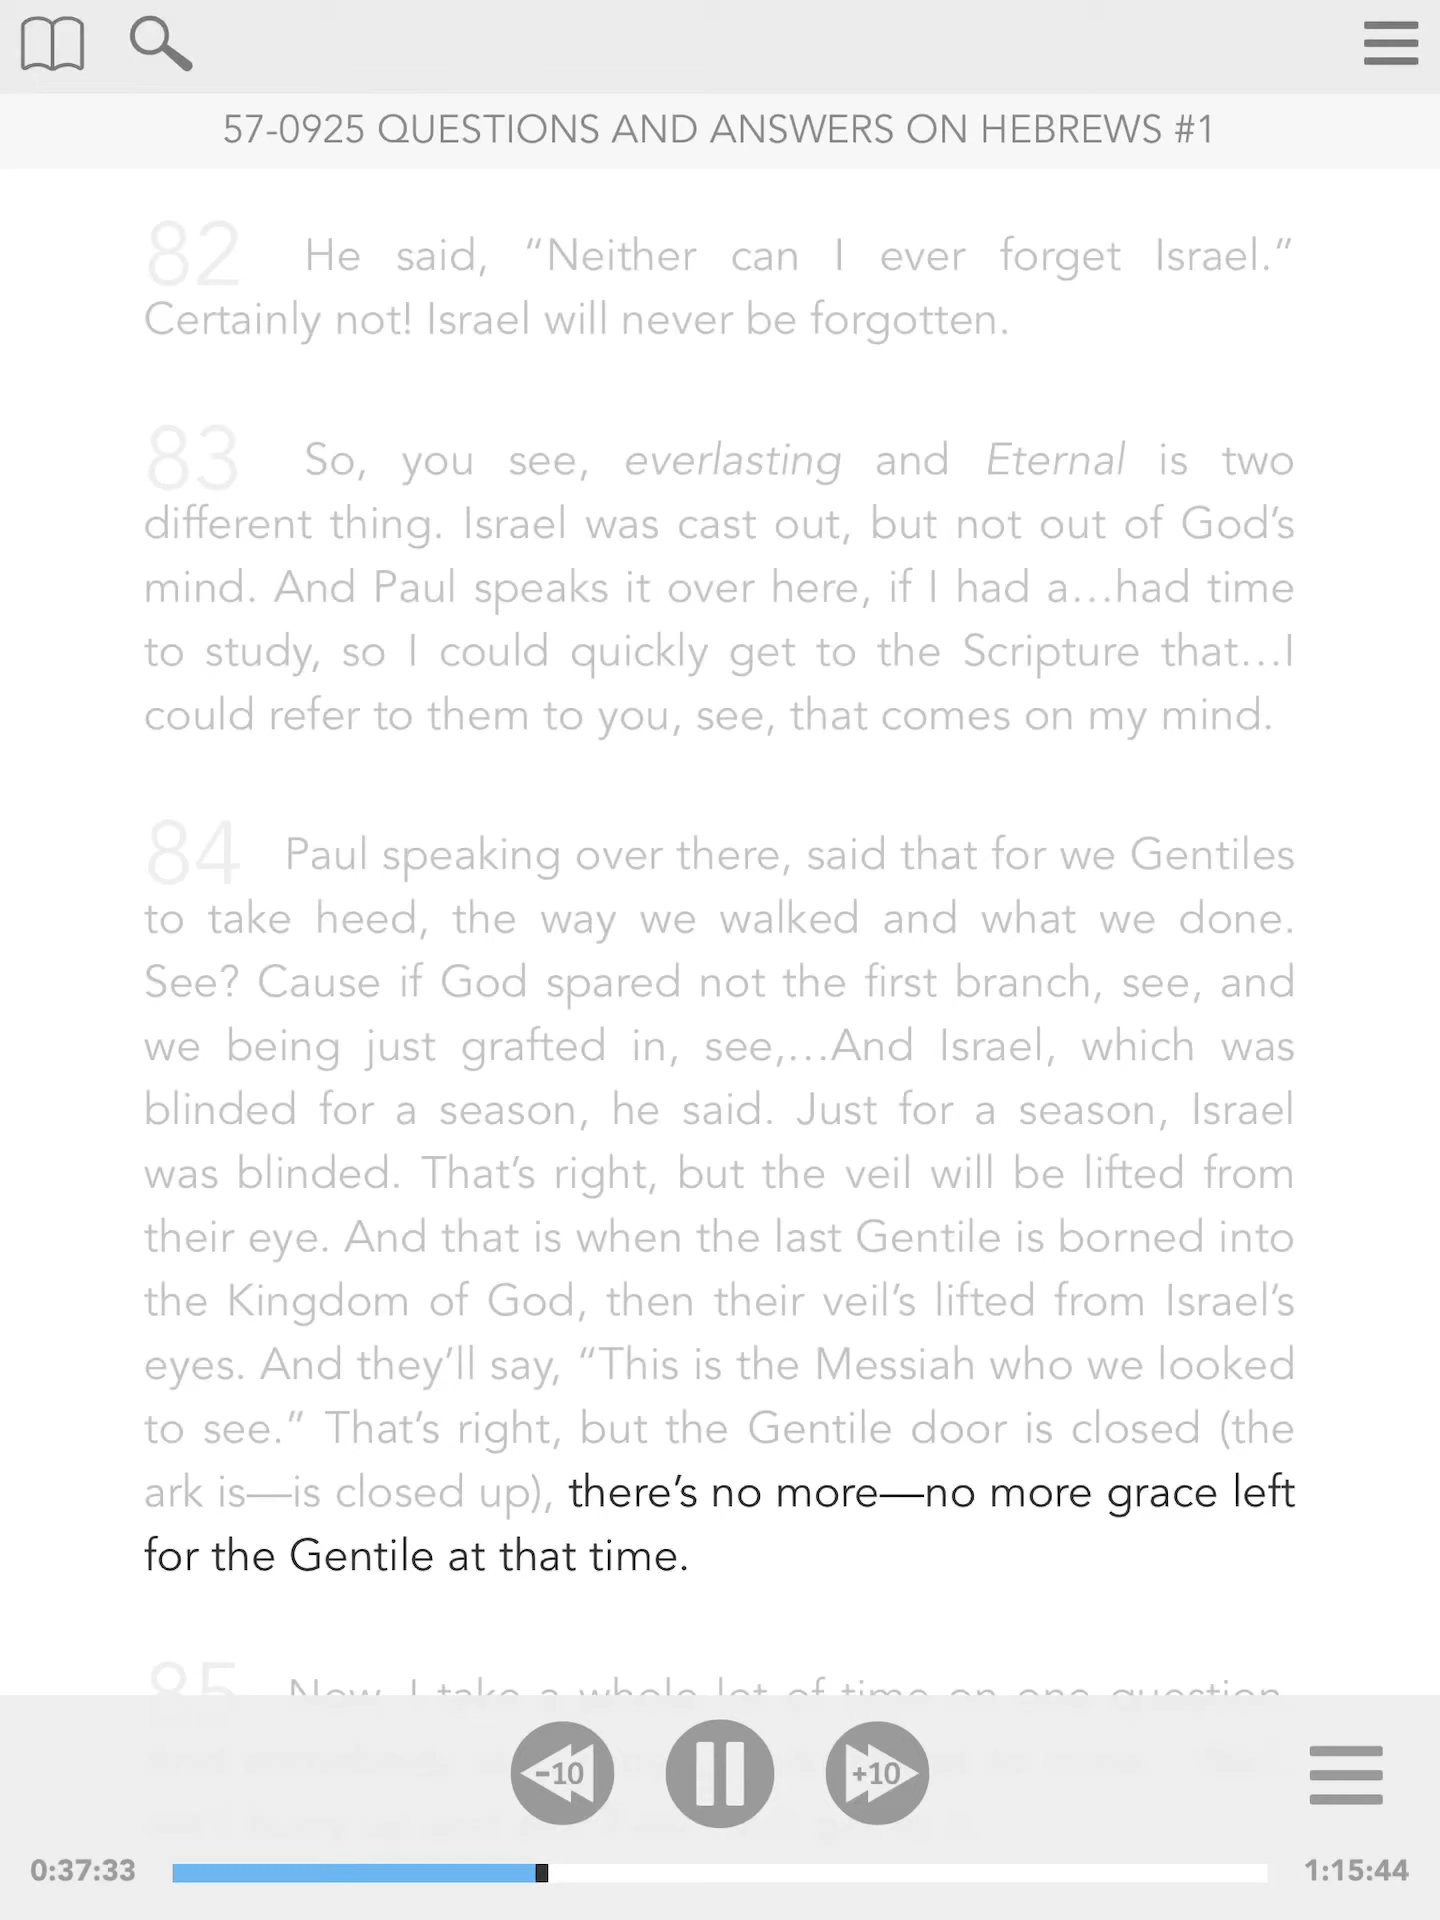 57-0925 QUESTIONS AND ANSWERS ON HEBREWS #1
82 He said, “Neither can I ever forget Israel.”
Certainly not! Israel will never be forgotten.
83 So, you see, everlasting and Eternal is two
different thing. Israel was cast out, but not out of God’s
mind. And Paul speaks it over here, if I had a…had time
to study, so I could quickly get to the Scripture that…I
could refer to them to you, see, that comes on my mind.
84 Paul speaking over there, said that for we Gentiles
to take heed, the way we walked and what we done.
See? Cause if God spared not the first branch, see, and
we being just grafted in, see,…And Israel, which was
blinded for a season, he said. Just for a season, Israel
was blinded. That’s right, but the veil will be lifted from
their eye. And that is when the last Gentile is borned into
the Kingdom of God, then their veil’s lifted from Israel’s
eyes. And they’ll say, “This is the Messiah who we looked
to see.” That’s right, but the Gentile door is closed (the
ark is—is closed up), there’s no more—no more grace left
for the Gentile at that time.
85 Now, I take a whole lot of time on one question.
-10 +10
0:37:33 1:15:44